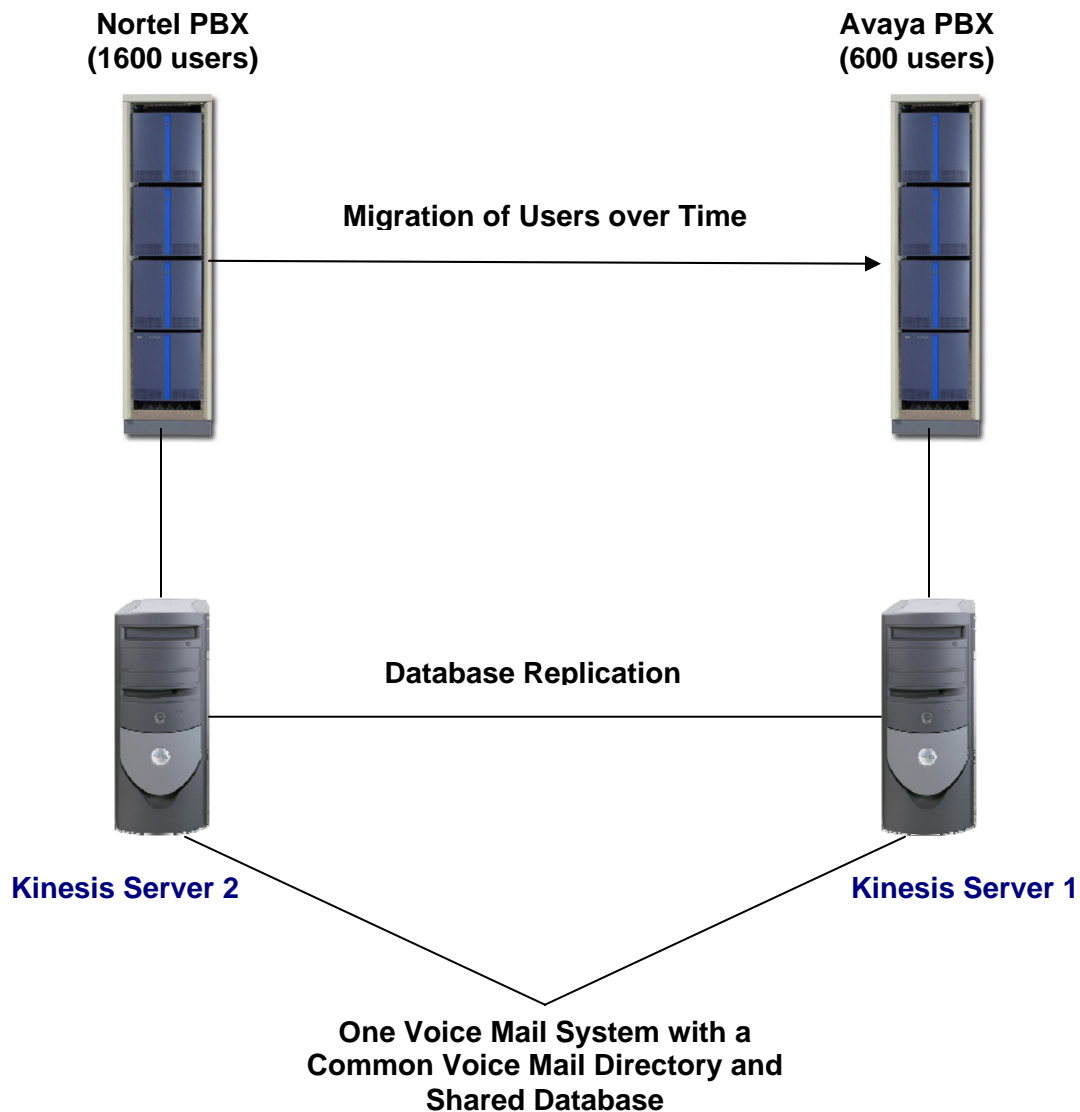 Nortel PBX
(1600 users)
Avaya PBX
(600 users)
Migration of Users over Time
Database Replication
Kinesis Server 2
Kinesis Server 1
One Voice Mail System with a
Common Voice Mail Directory and
Shared Database